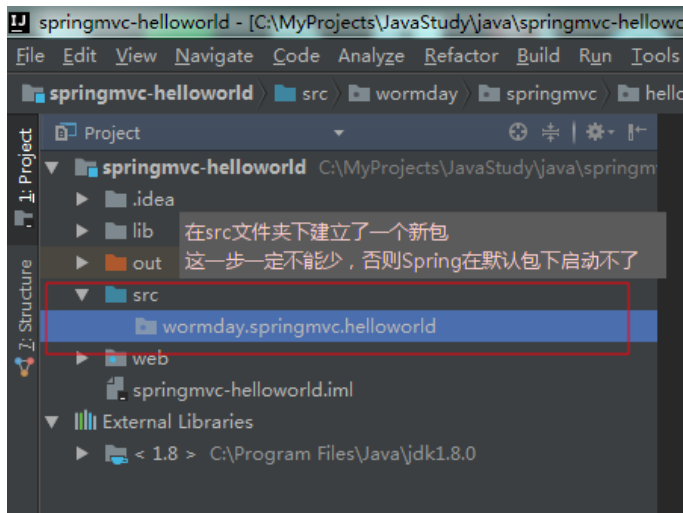 springmvc-helloworld - [C:\MyProjects\JavaStudy\java\springmvc-hellowo
File Edit View Navigate Code Analyze Refactor Build Run Tools
springmvc-helloworld src wormday springmvc hello
Project
1: Project
springmvc-helloworld C:\MyProjects\JavaStudy\java\springm
.idea
lib
在src文件夹下建立了一个新包
out
这一步一定不能少，否则Spring在默认包下启动不了
7: Structure
src
wormday.springmvc.helloworld
web
springmvc-helloworld.iml
External Libraries
< 1.8 > C:\Program Files\Java\jdk1.8.0